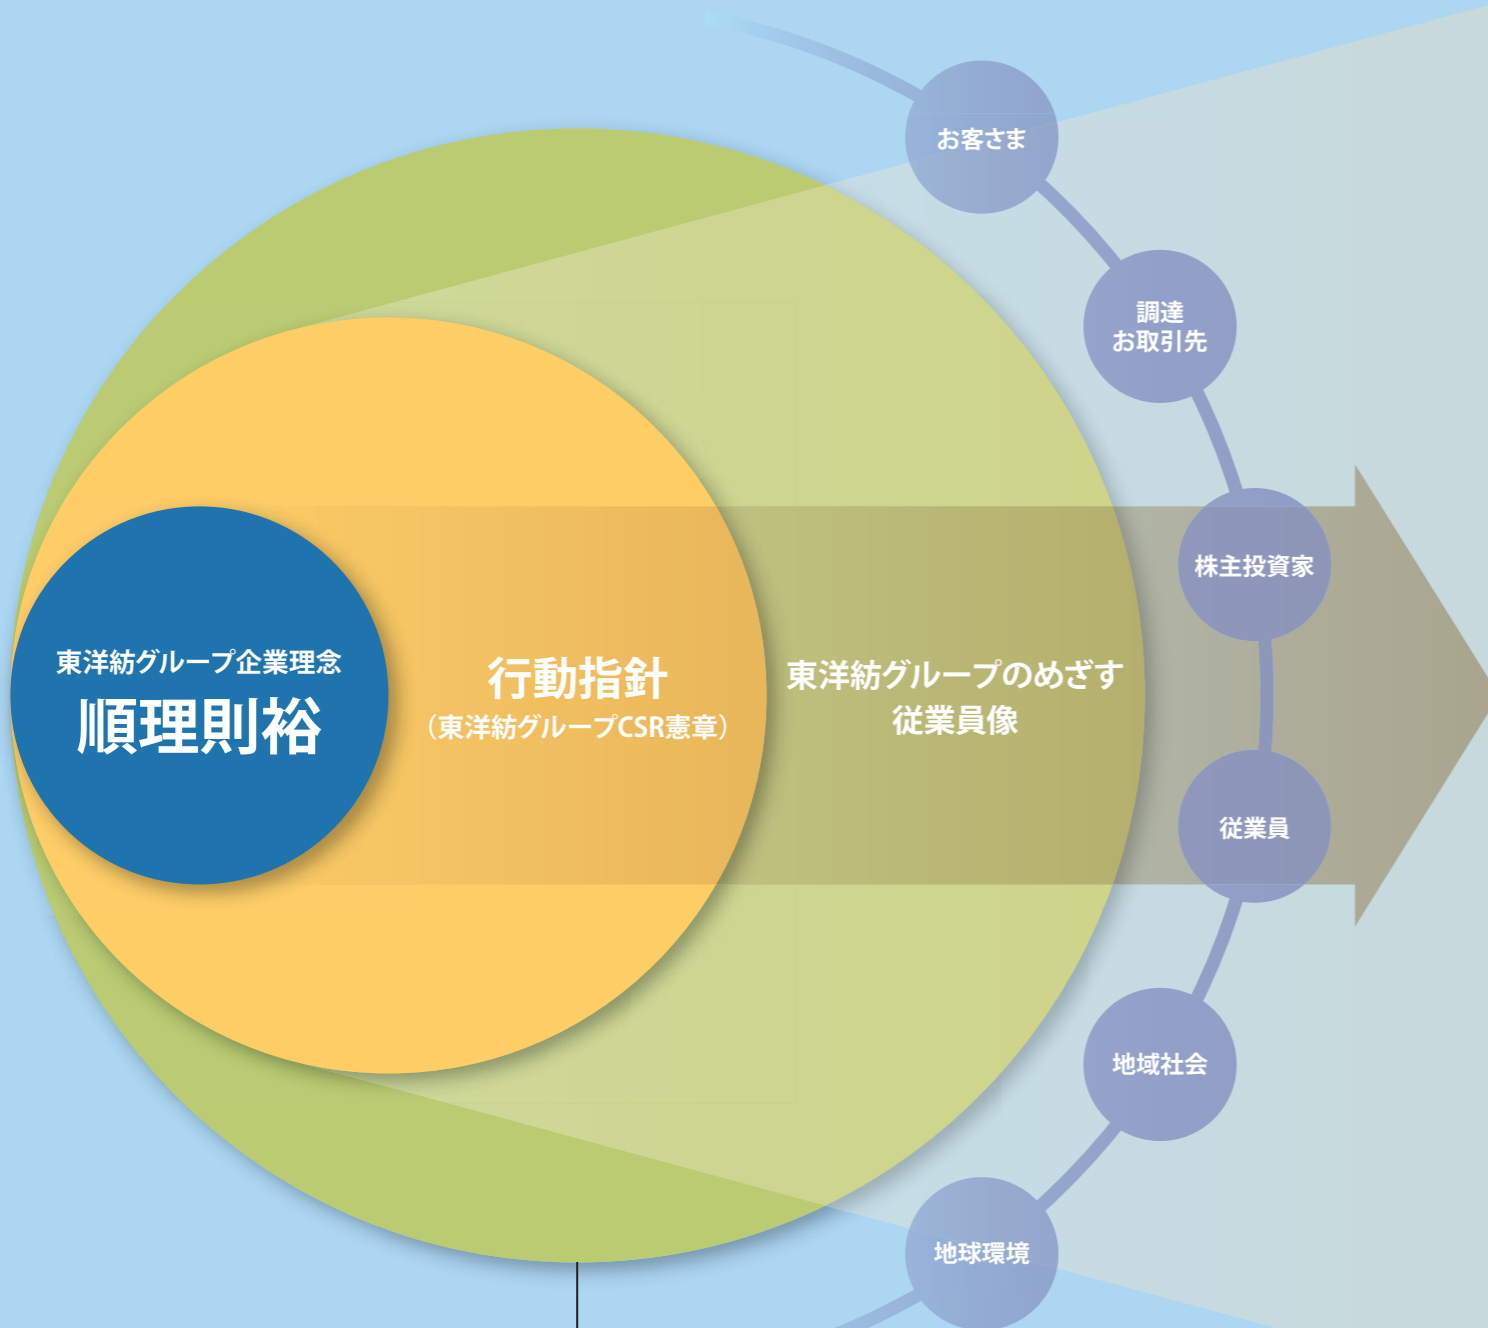 お客さま
調達
お取引先
株主投資家
東洋紡グループ企業理念
順理則裕
行動指針
（東洋紡グループCSR憲章）
東洋紡グループのめざす
従業員像
従業員
地域社会
地球環境